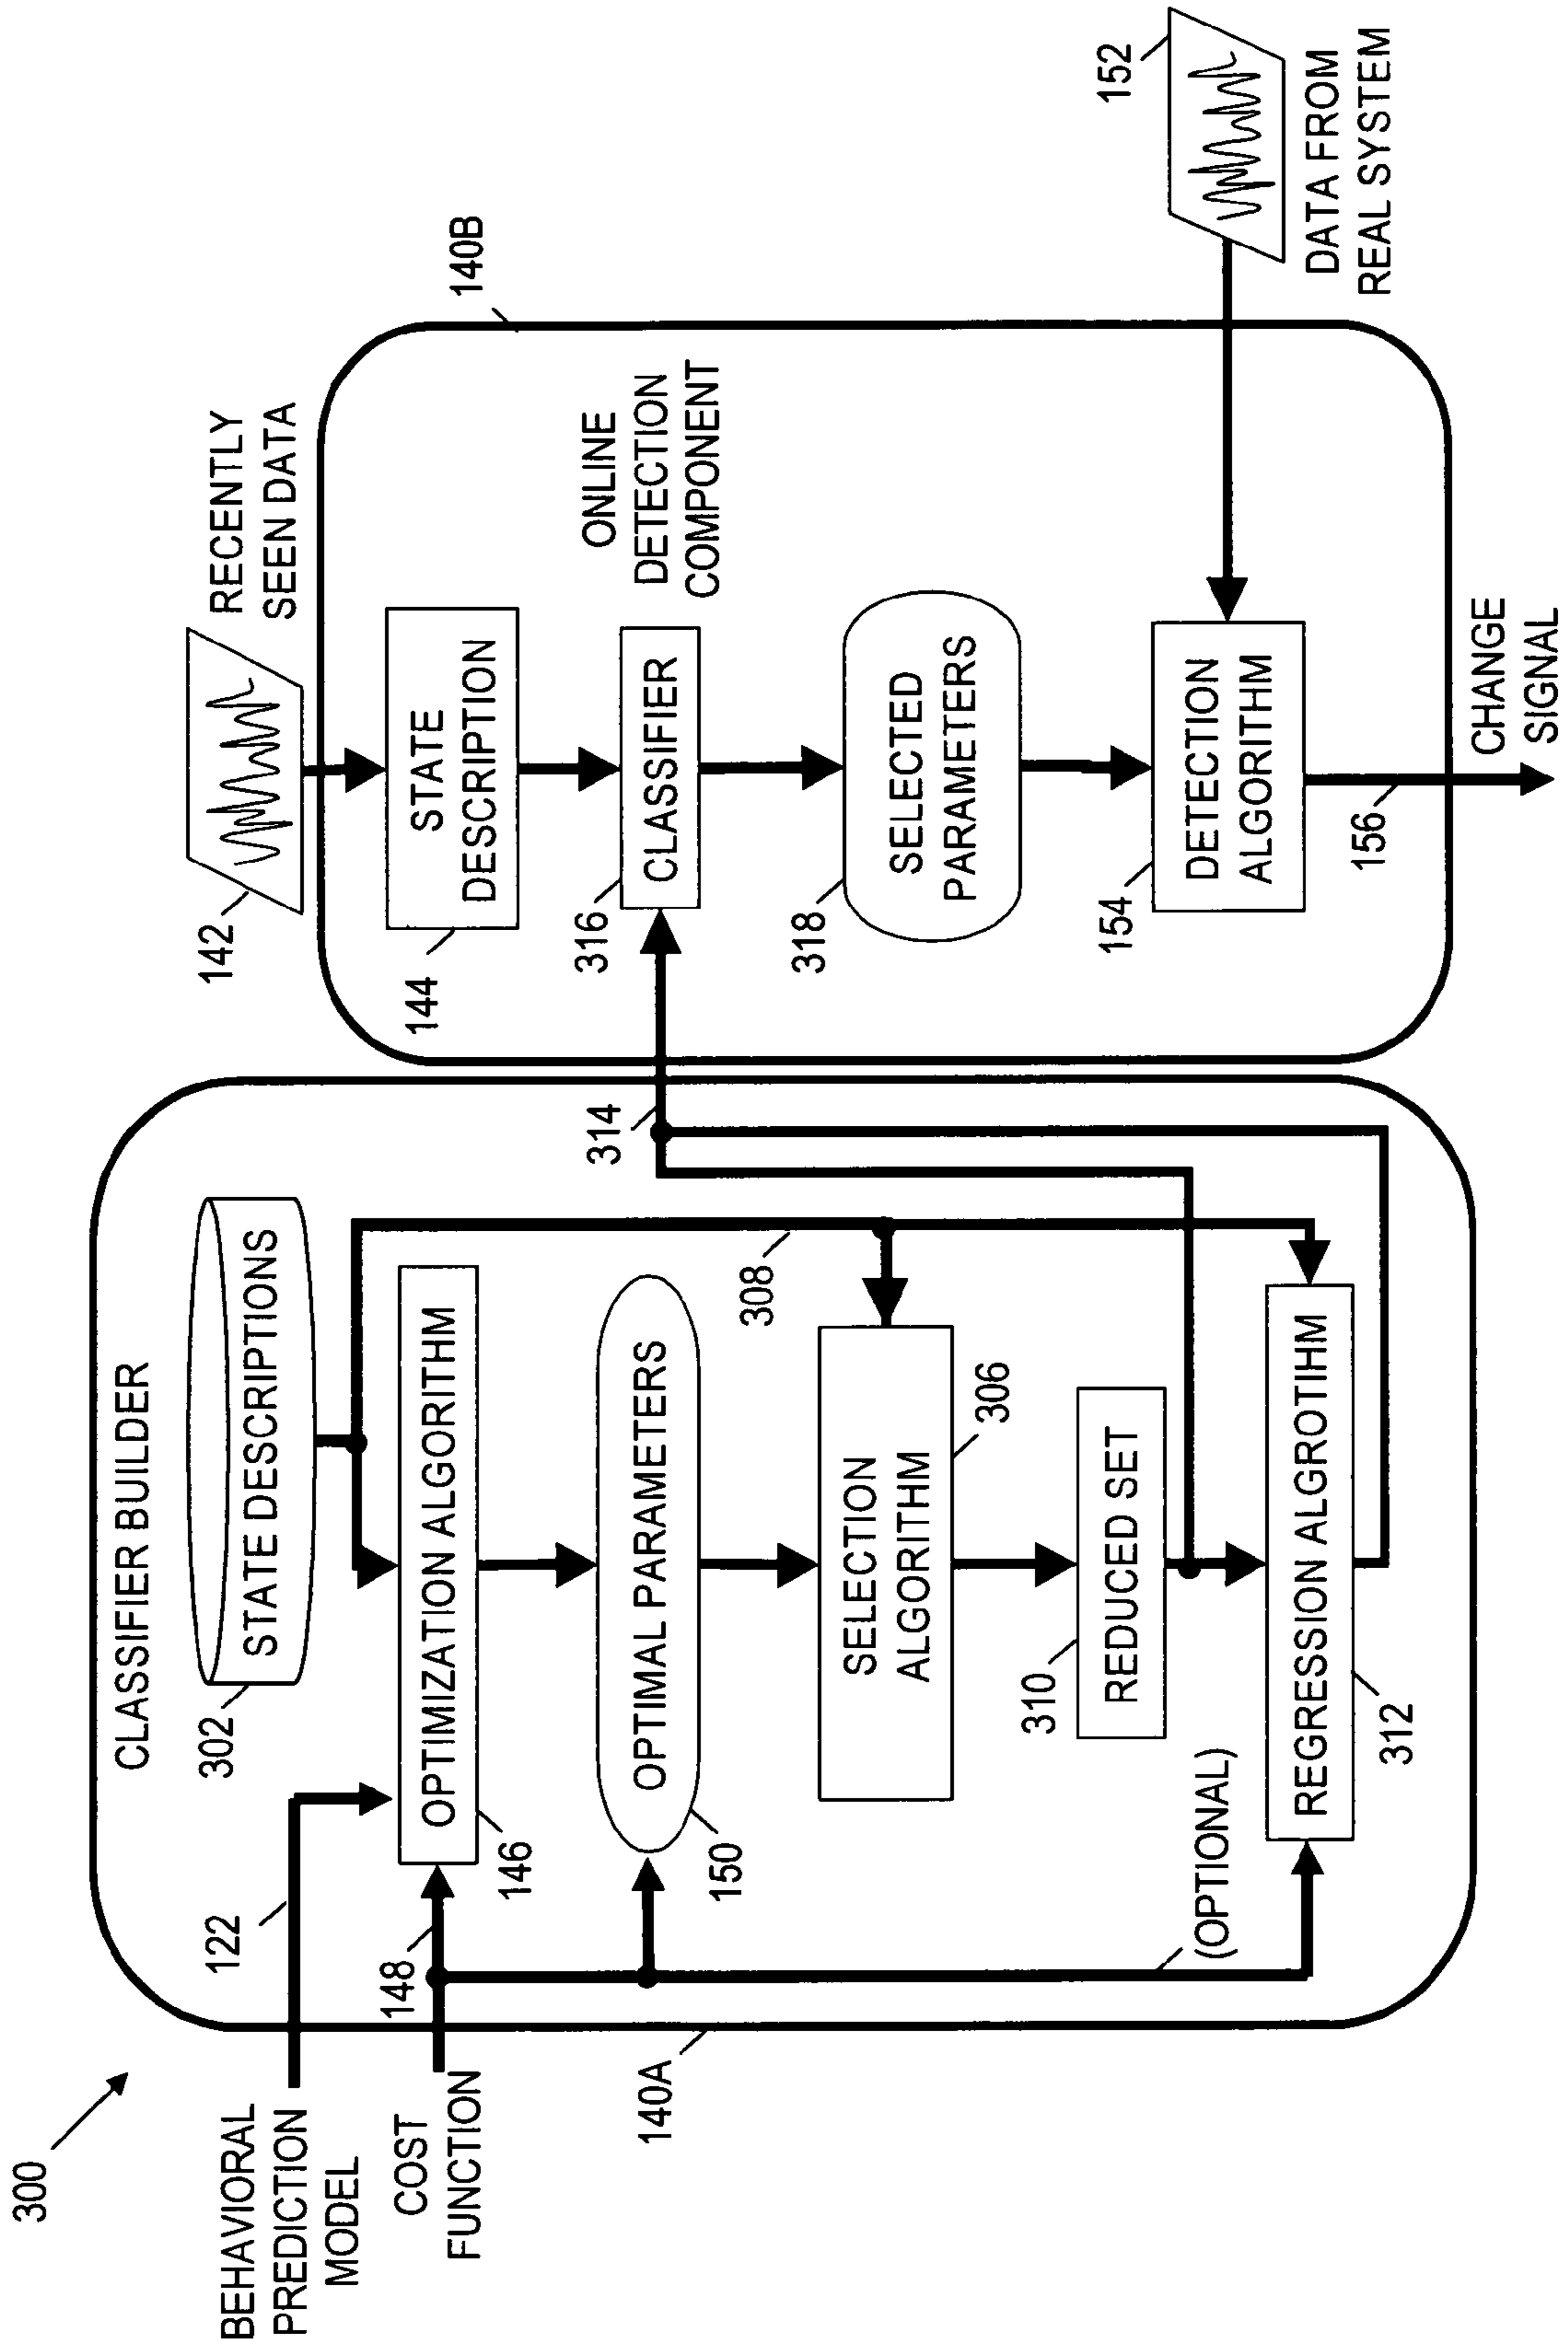 300
BEHAVIORAL
PREDICTION
MODEL
122
COST
FUNCTION
148
140A
CLASSIFIER BUILDER
302
STATE DESCRIPTIONS
OPTIMIZATION ALGORITHM
146
OPTIMAL PARAMETERS
150
308
SELECTION
ALGORITHM
306
310
REDUCED SET
(OPTIONAL)
REGRESSION ALGROTIHM
312
314
RECENTLY
SEEN DATA
142
140B
STATE
DESCRIPTION
144
ONLINE
DETECTION
COMPONENT
316
CLASSIFIER
318
SELECTED
PARAMETERS
154
DETECTION
ALGORITHM
152
DATA FROM
REAL SYSTEM
156
CHANGE
SIGNAL